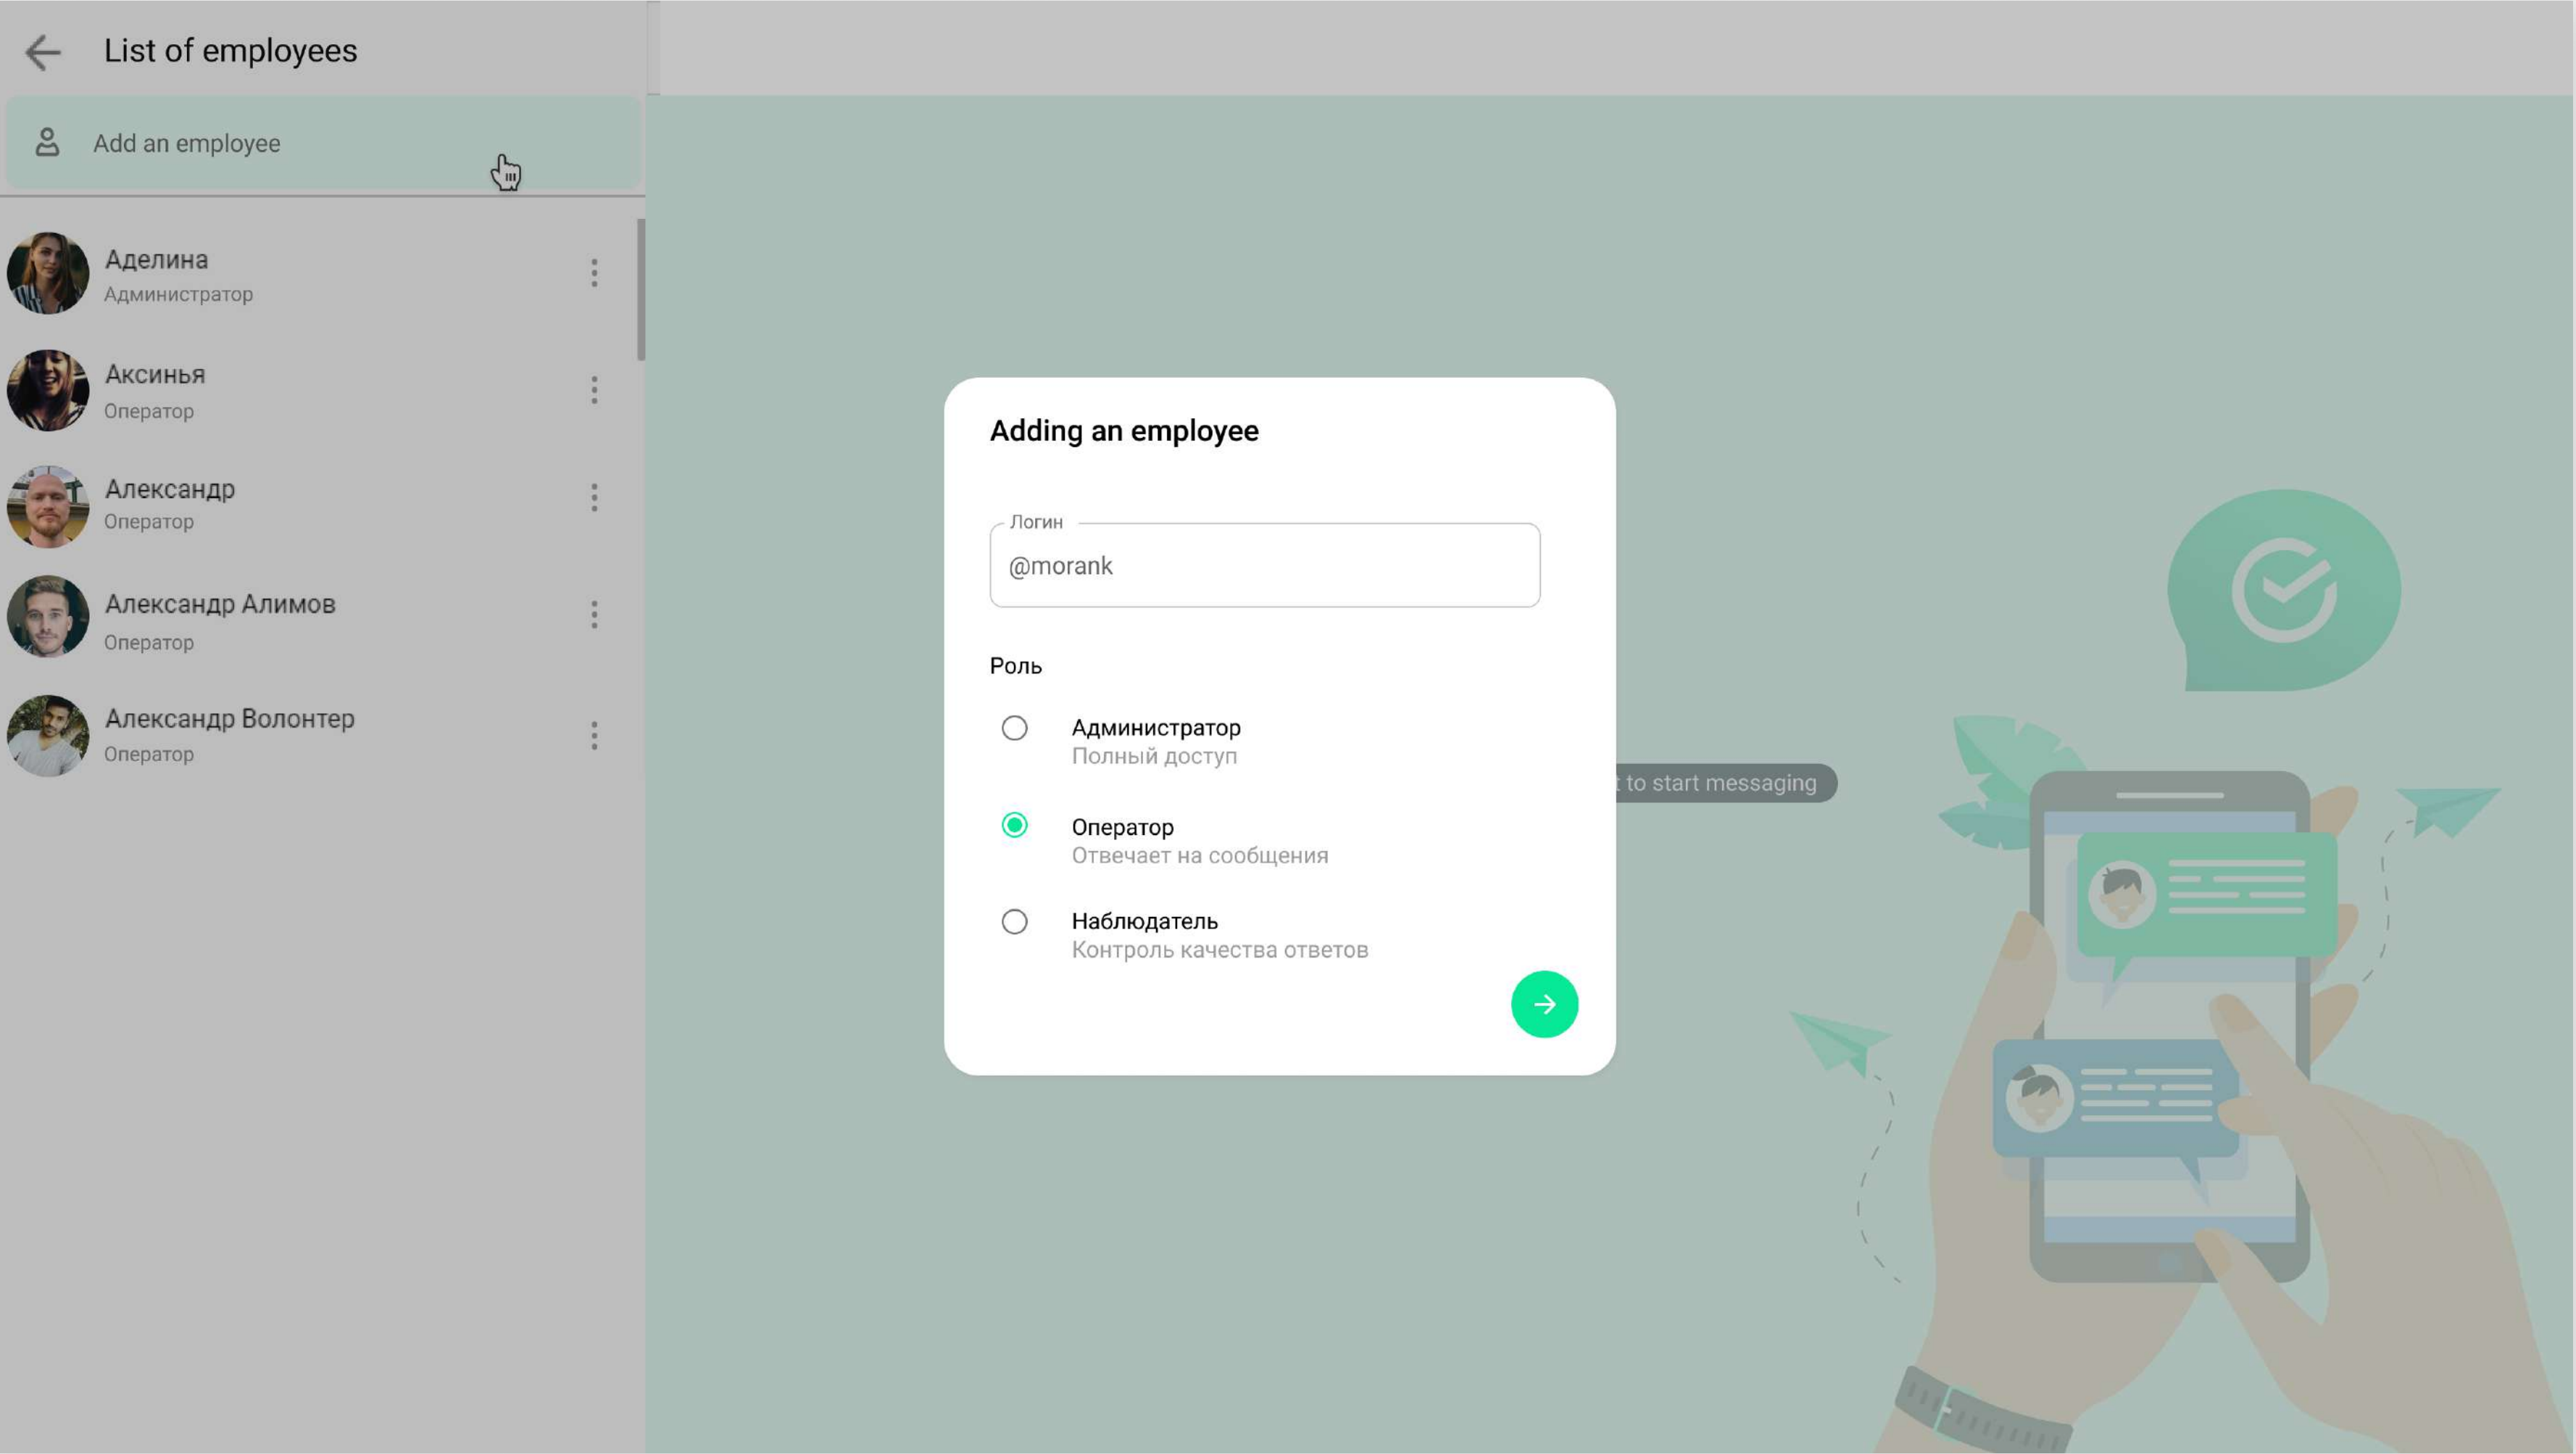 List of employees
Add an employee
Аделина
Администратор
Аксинья
Оператор
Александр
Оператор
Александр Алимов
Оператор
Александр Волонтер
Оператор
Adding an employee
Логин
@morank
Роль
Администратор
Полный доступ
Оператор
Отвечает на сообщения
Наблюдатель
Контроль качества ответов
to start messaging